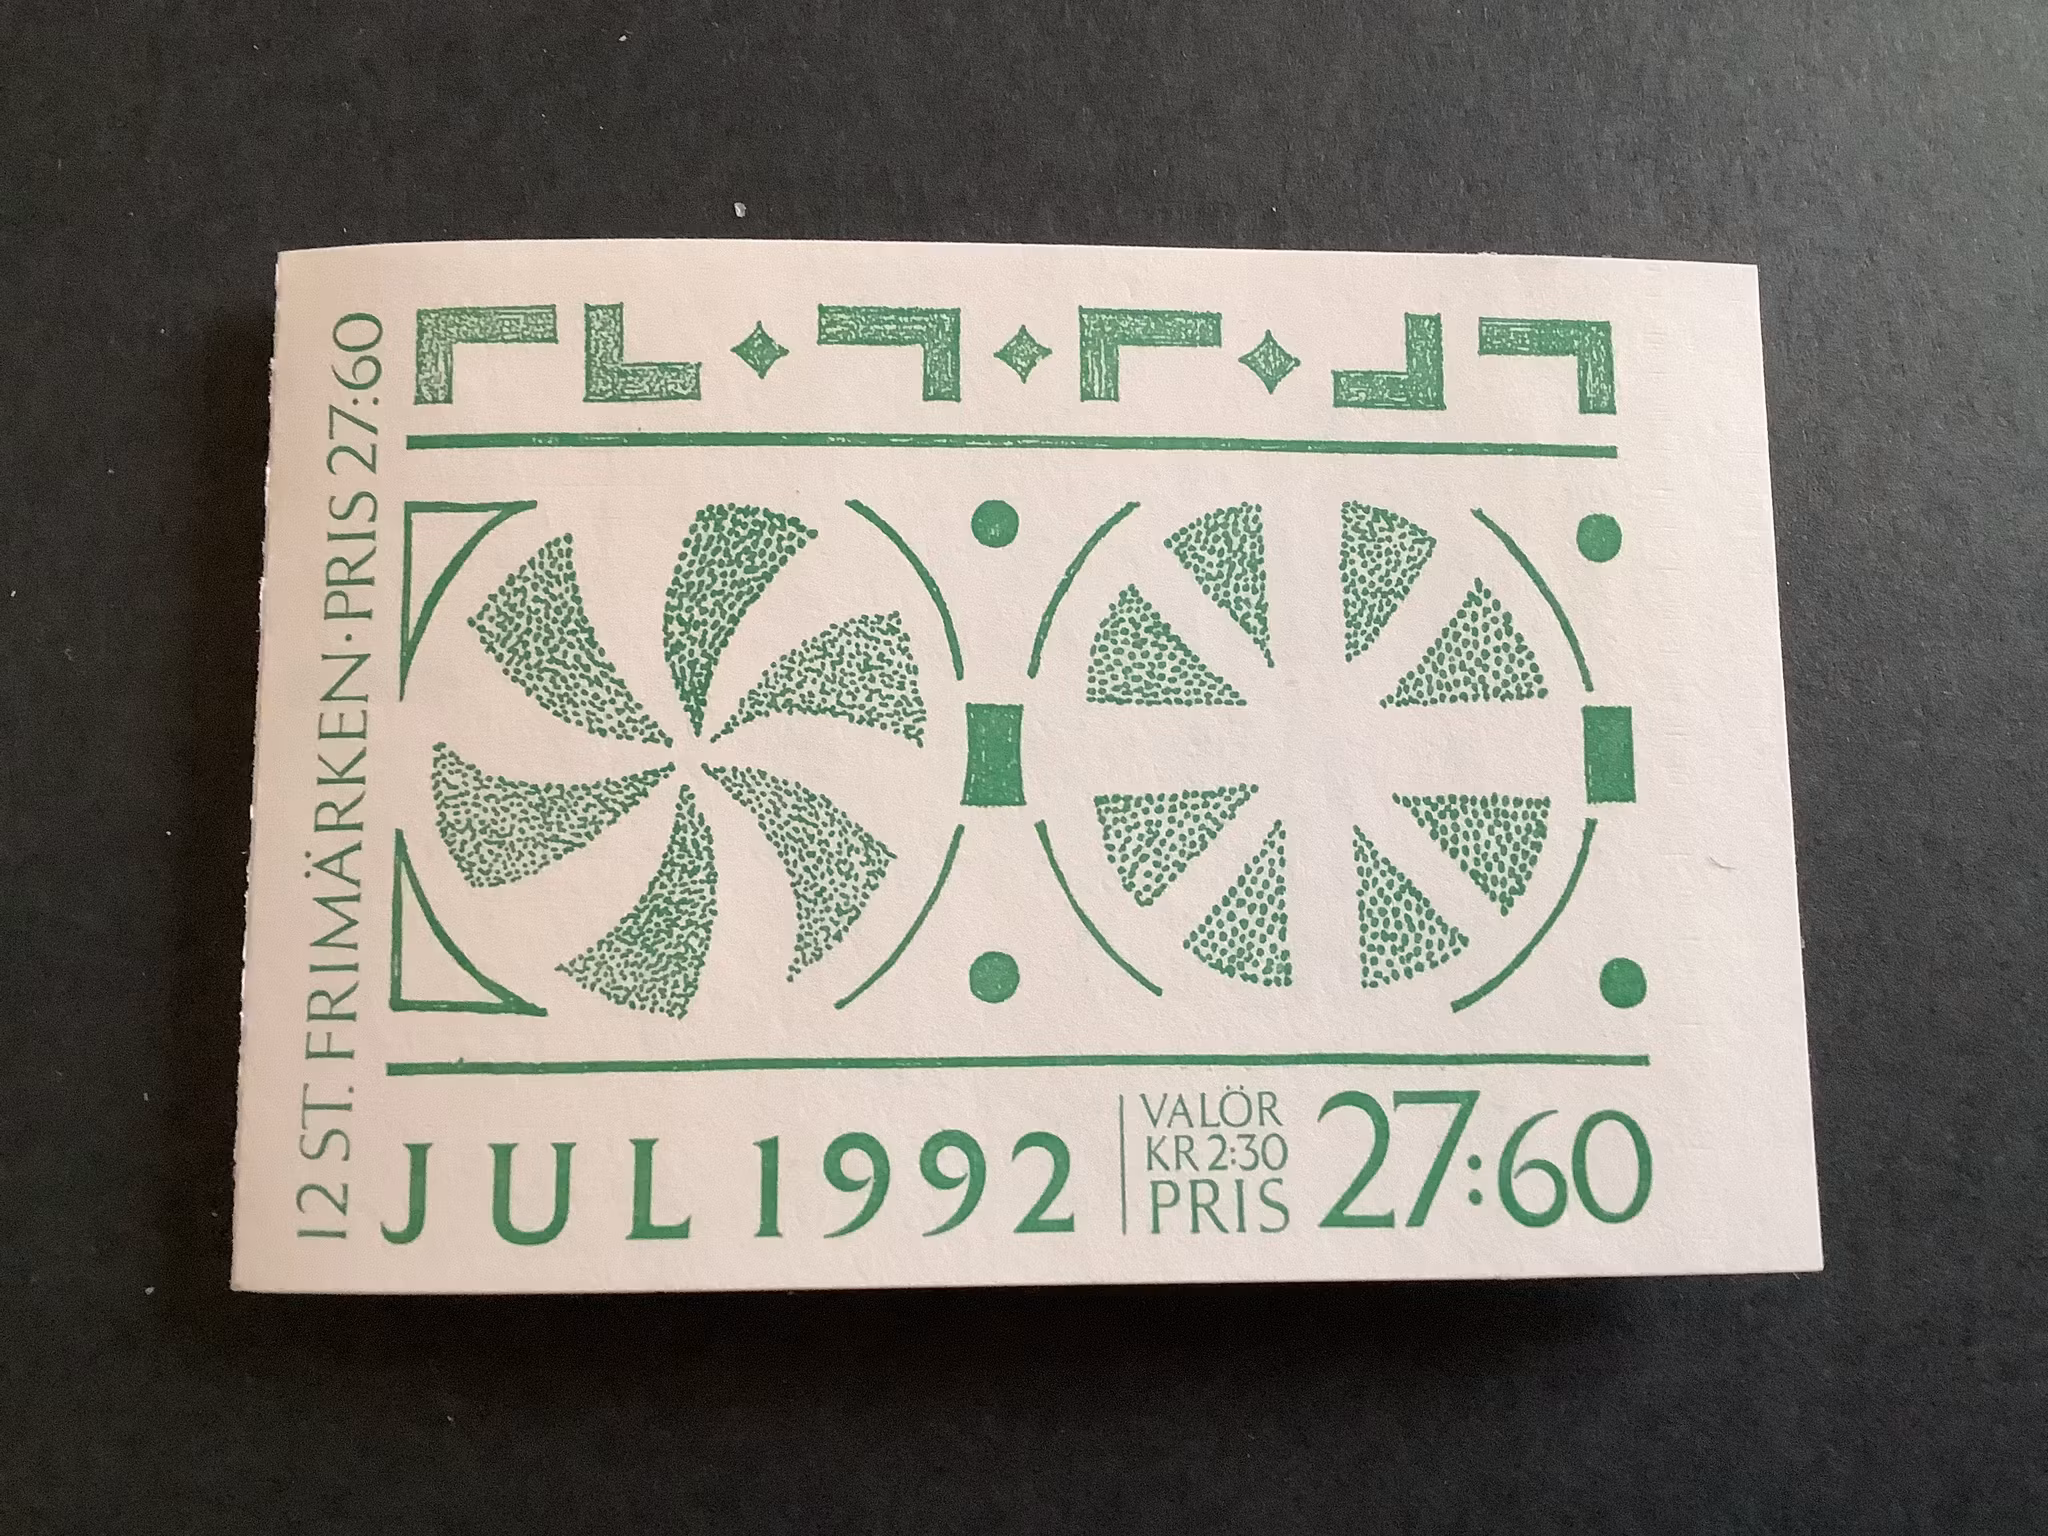 12 ST. FRIMÄRKEN · PRIS 27:60
JUL 1992
VALÖR
KR 2:30
PRIS
27:60